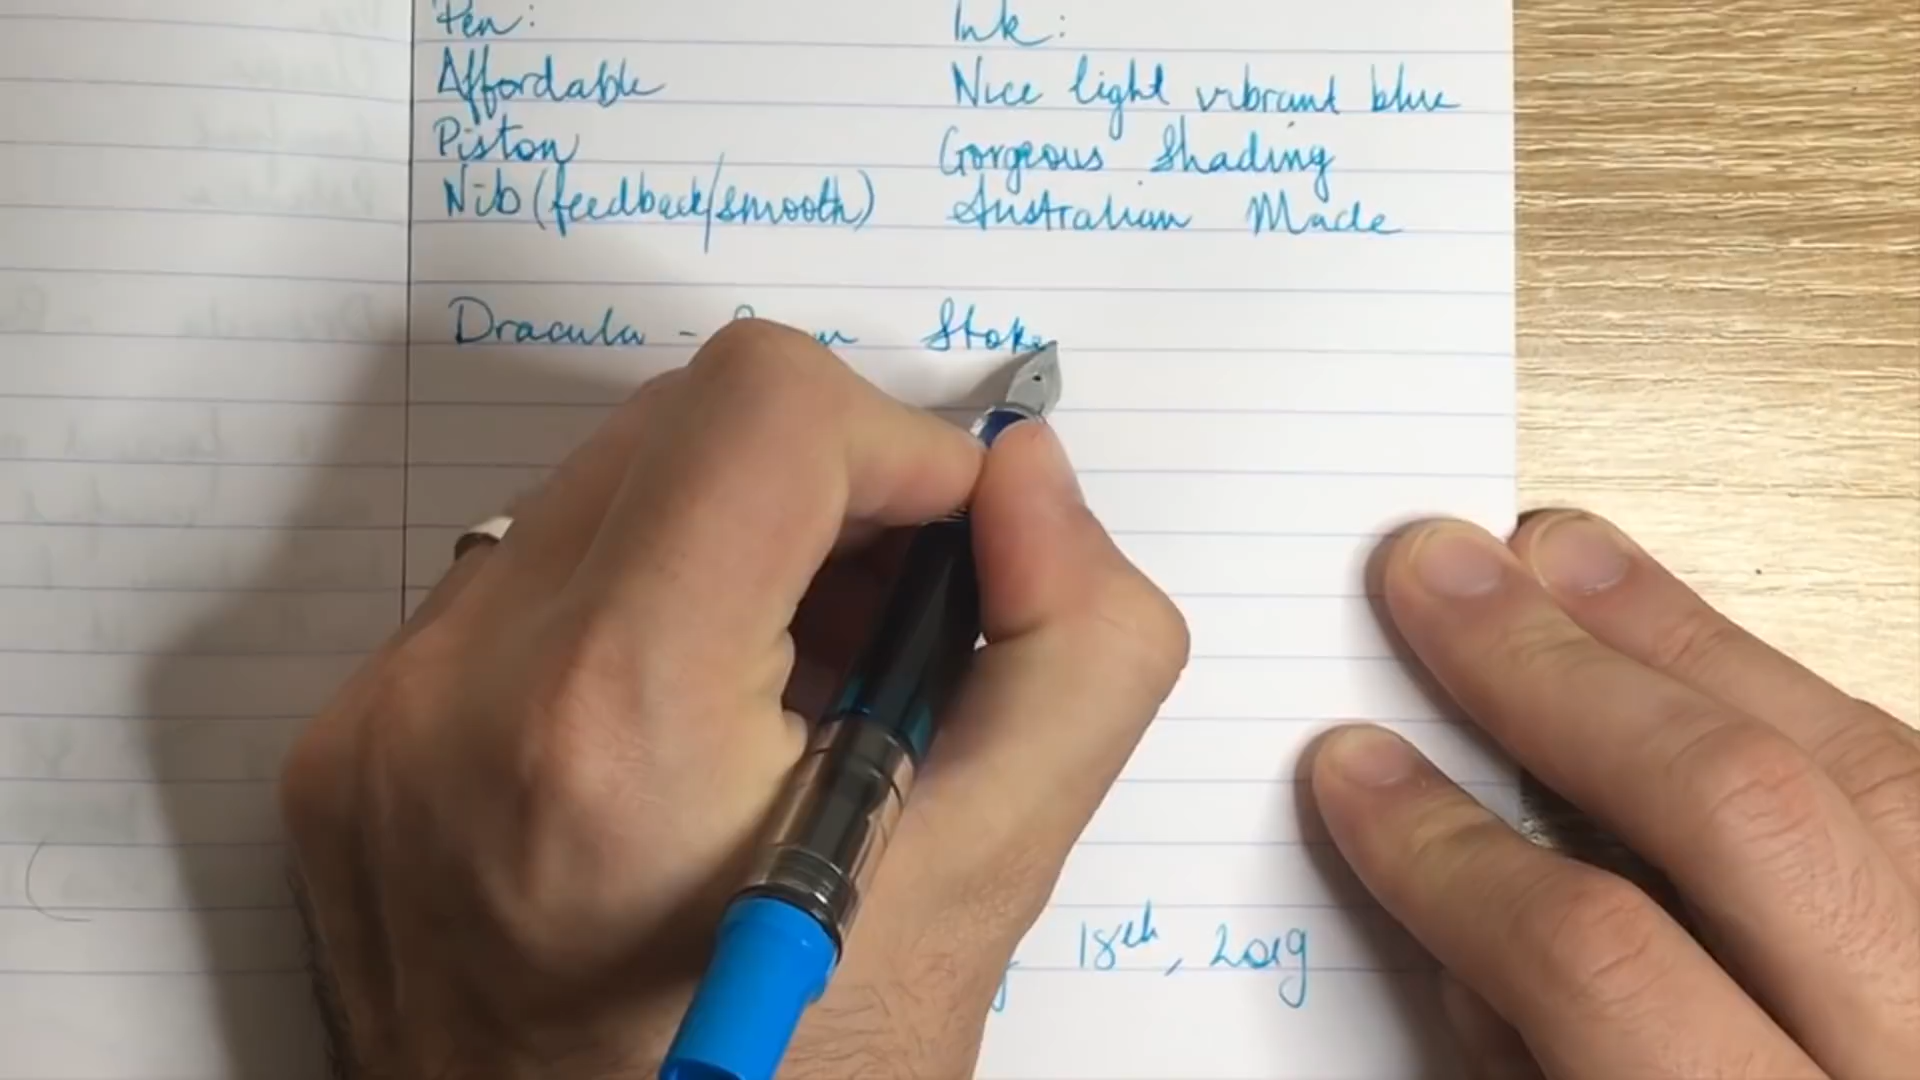 Pen: Ink:
Affordable Nice light vibrant blue
Piston Gorgeous Shading
Nib (feedback/smooth) Australian Made
Dracula - Stoke
18th, 2019